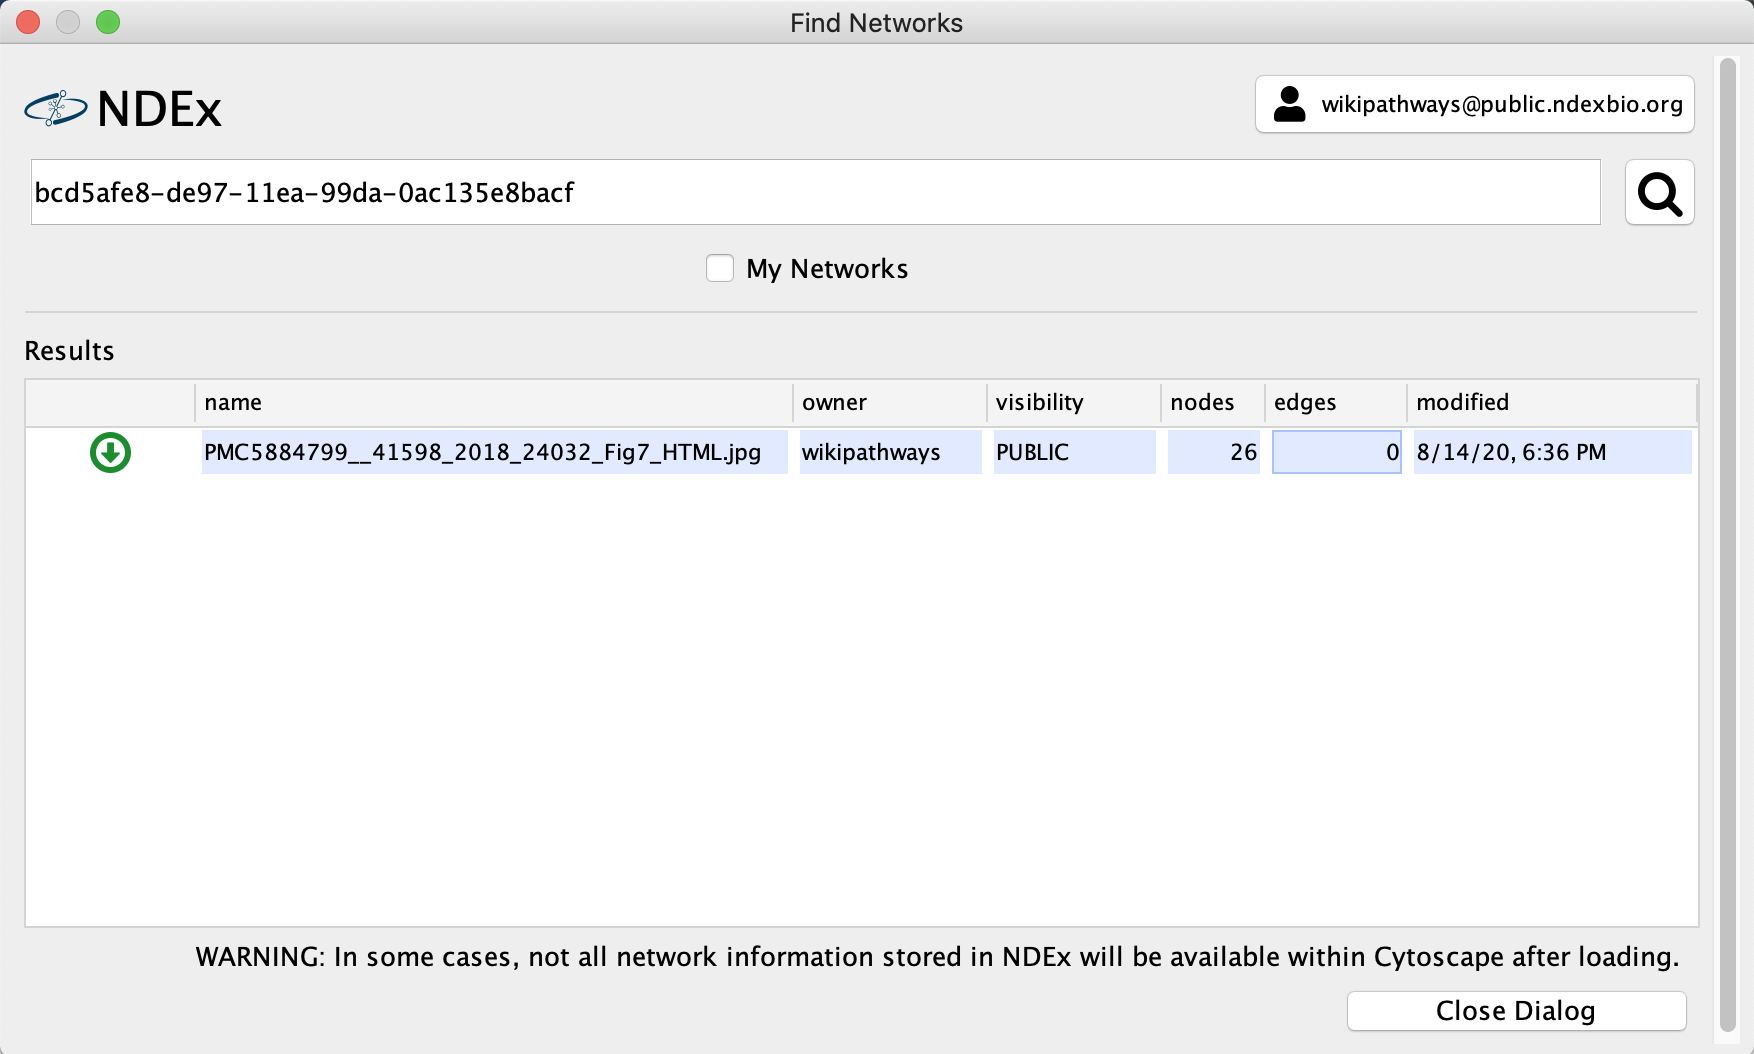 Find Networks
NDEx
wikipathways@public.ndexbio.org
bcd5afe8-de97-11ea-99da-0ac135e8bacf
My Networks
Results
name owner visibility nodes edges modified
PMC5884799__41598_2018_24032_Fig7_HTML.jpg wikipathways PUBLIC 26 0 8/14/20, 6:36 PM
WARNING: In some cases, not all network information stored in NDEx will be available within Cytoscape after loading.
Close Dialog